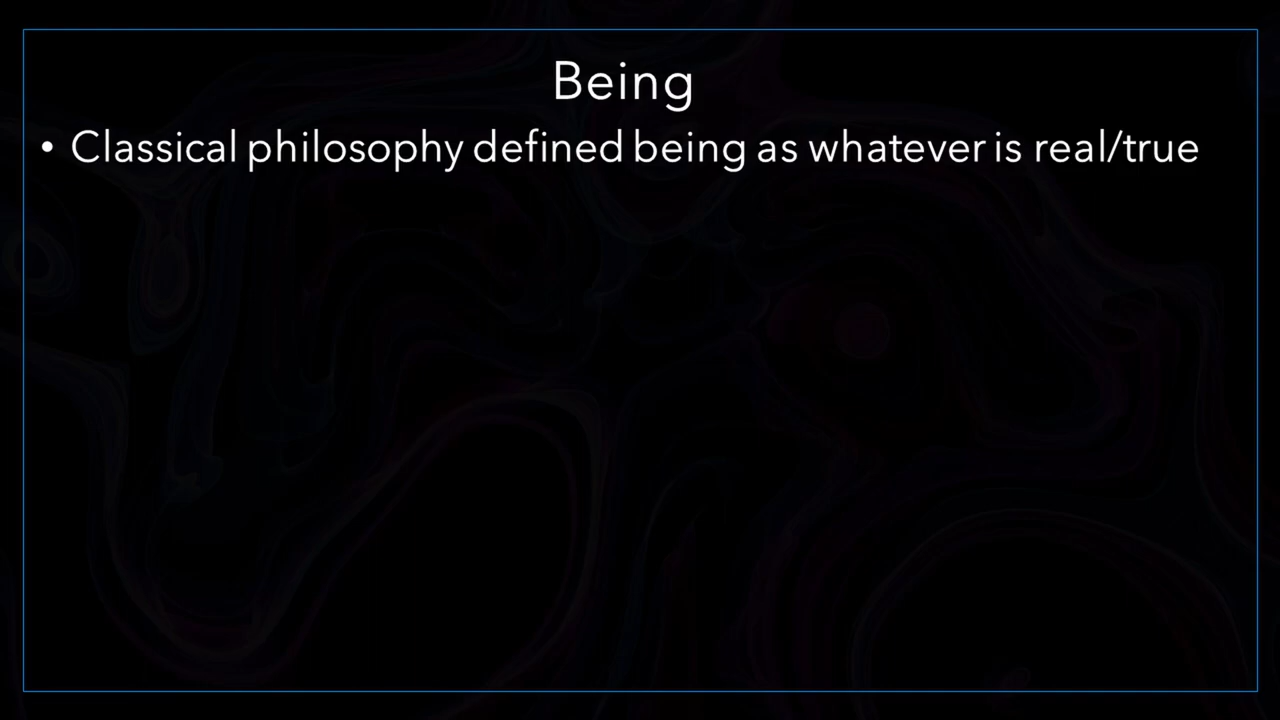 Being
• Classical philosophy defined being as whatever is real/true